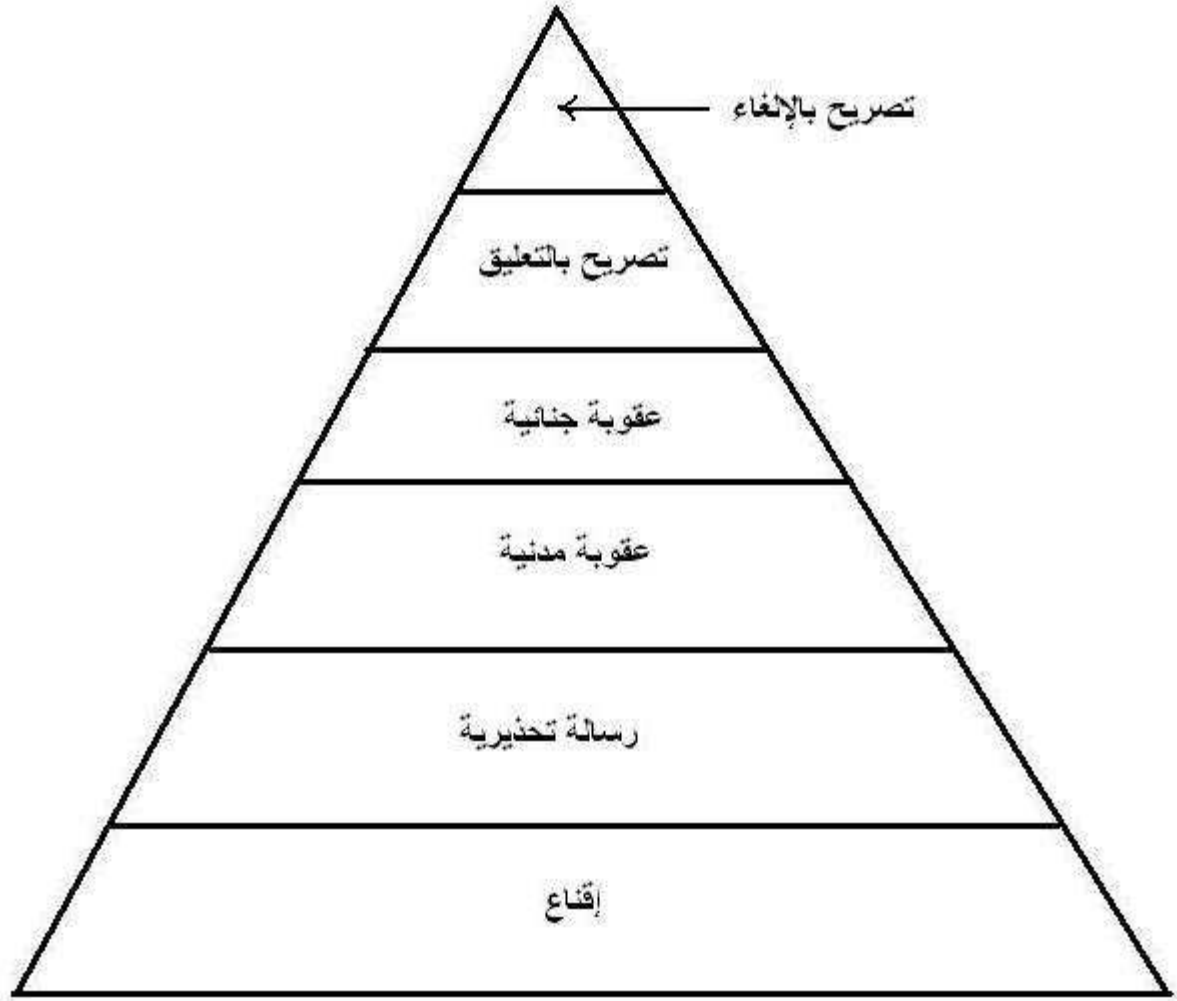 تصريح بالإلغاء
تصريح بالتعليق
عقوبة جنائية
عقوبة مدنية
رسالة تحذيرية
إقناع